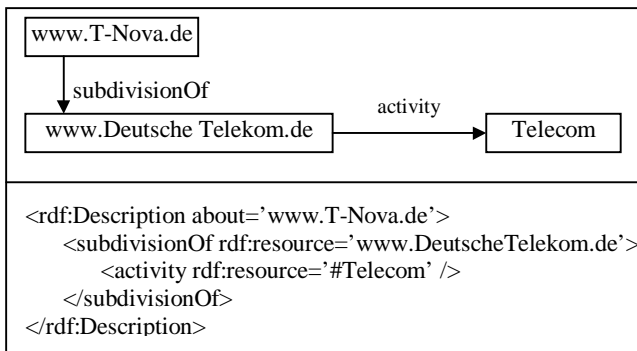 www.T-Nova.de
subdivisionOf
activity
www.Deutsche Telekom.de
Telecom
<rdf:Description about=’www.T-Nova.de’>
<subdivisionOf rdf:resource=’www.DeutscheTelekom.de’>
<activity rdf:resource=’#Telecom’ />
</subdivisionOf>
</rdf:Description>